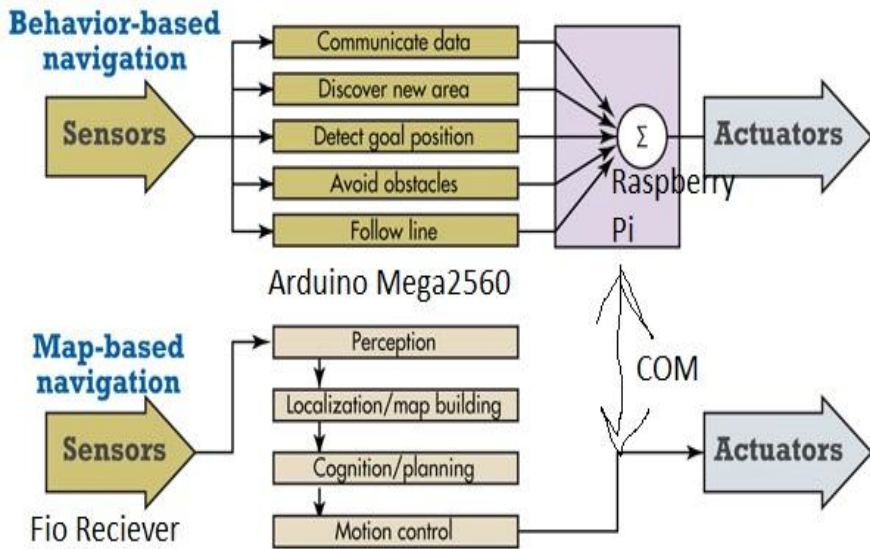 Behavior-based
navigation
Sensors
Communicate data
Discover new area
Detect goal position
Avoid obstacles
Follow line
Σ
Raspberry
Pi
Actuators
Arduino Mega2560
Map-based
navigation
Sensors
Fio Reciever
Perception
Localization/map building
Cognition/planning
Motion control
COM
Actuators